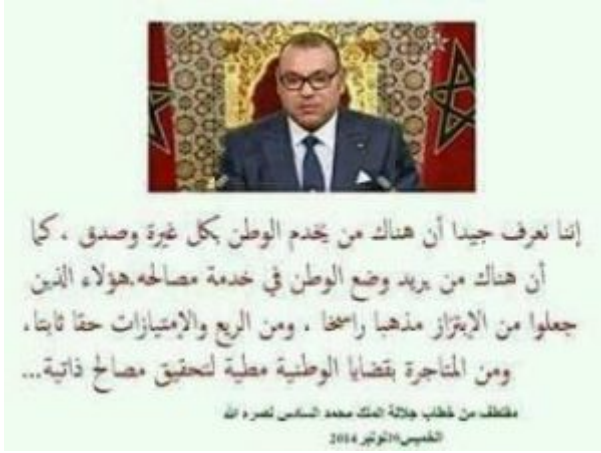 إننا نعرف جيدا أن هناك من يخدم الوطن بكل غيرة وصدق ، كما
أن هناك من يريد وضع الوطن في خدمة مصالحه.هؤلاء الذين
جعلوا من الإبتزاز مذهبا راسخا ، ومن الريع والإمتيازات حقا ثابتا،
ومن المتاجرة بقضايا الوطنية مطية لتحقيق مصالح ذاتية...
مقتطف من خطاب جلالة الملك محمد السادس نصره الله
الخميس 16أكتوبر 2014